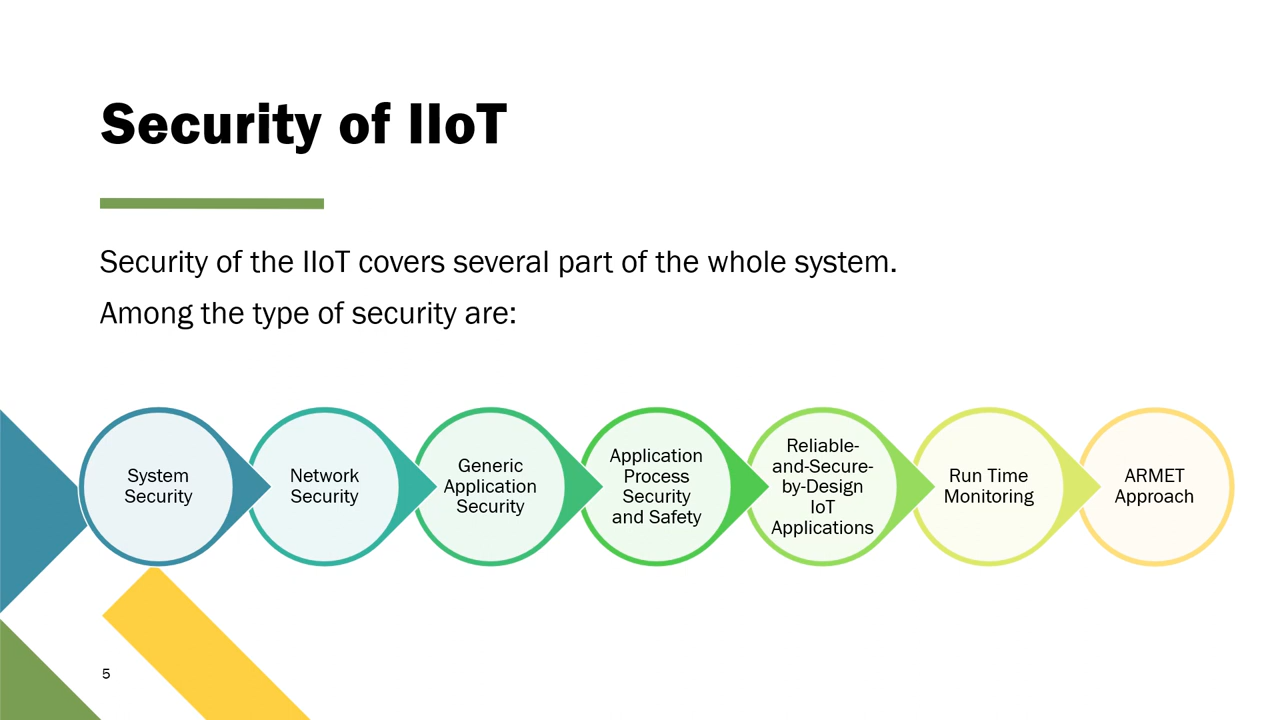 Security of IIoT
Security of the IIoT covers several part of the whole system.
Among the type of security are:
System
Security
Network
Security
Generic
Application
Security
Application
Process
Security
and Safety
Reliable-
and-Secure-
by-Design
IoT
Applications
Run Time
Monitoring
ARMET
Approach
5